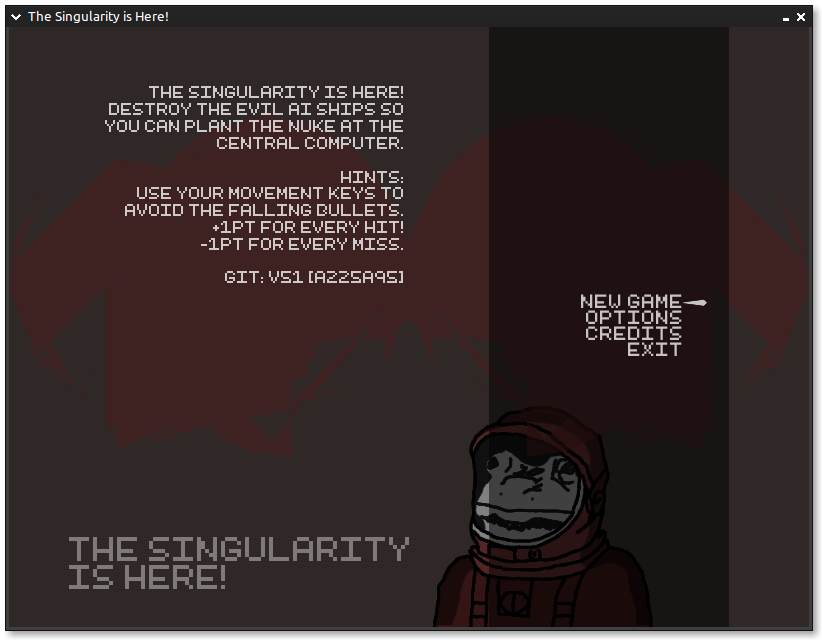 The Singularity is Here!
THE SINGULARITY IS HERE!
DESTROY THE EVIL AI SHIPS SO
YOU CAN PLANT THE NUKE AT THE
CENTRAL COMPUTER.
HINTS:
USE YOUR MOVEMENT KEYS TO
AVOID THE FALLING BULLETS.
+1PT FOR EVERY HIT!
-1PT FOR EVERY MISS.
GIT: V51 [A225A95]
NEW GAME
OPTIONS
CREDITS
EXIT
THE SINGULARITY
IS HERE!